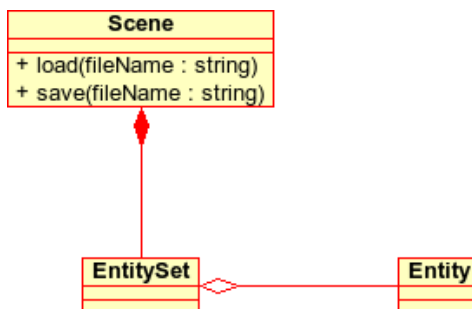 Scene
+ load(fileName : string)
+ save(fileName : string)
EntitySet
Entity